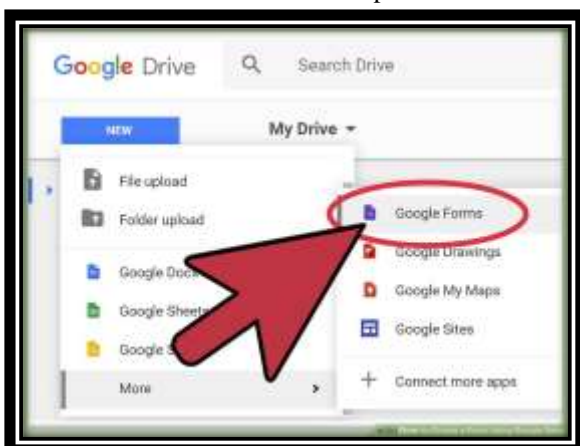 Google Drive
Search Drive
NEW
My Drive
File upload
Folder upload
Google Docs
Google Sheets
Google S
More
Google Forms
Google Drawings
Google My Maps
Google Sites
Connect more apps